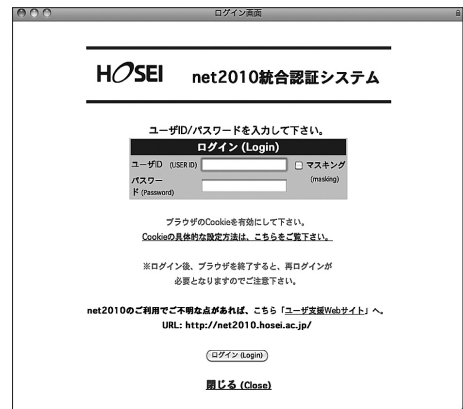 ログイン画面
HOSEI net2010統合認証システム
ユーザID/パスワードを入力して下さい。
ログイン (Login)
ユーザID (USER ID) マスキング
(masking)
パスワー
ド (Password)
ブラウザのCookieを有効にして下さい。
Cookieの具体的な設定方法は、こちらをご覧下さい。
※ログイン後、ブラウザを終了すると、再ログインが
必要となりますのでご注意下さい。
net2010のご利用でご不明な点があれば、こちら「ユーザ支援Webサイト」へ。
URL: http://net2010.hosei.ac.jp/
ログイン (Login)
閉じる (Close)